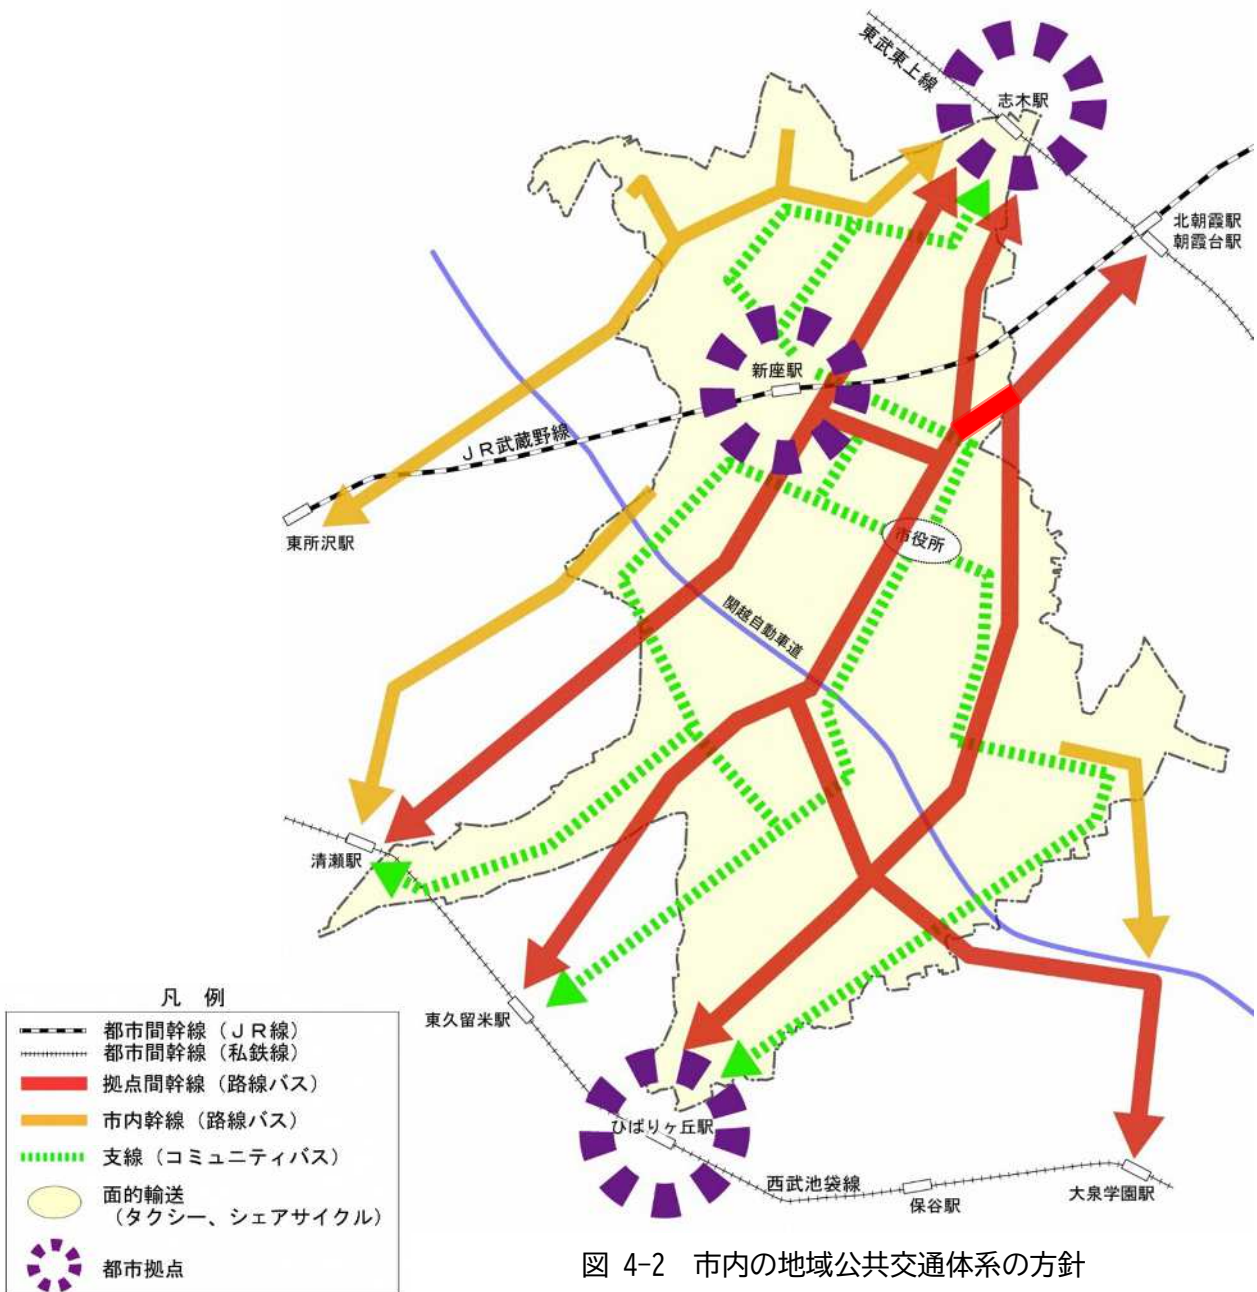 東武東上線
志木駅
北朝霞駅
朝霞台駅
新座駅
JR武蔵野線
東所沢駅
市役所
関越自動車道
清瀬駅
東久留米駅
ひばりヶ丘駅
西武池袋線
保谷駅
大泉学園駅
凡 例
都市間幹線（JR線）
都市間幹線（私鉄線）
拠点間幹線（路線バス）
市内幹線（路線バス）
支線（コミュニティバス）
面的輸送
（タクシー、シェアサイクル）
都市拠点
図 4-2 市内の地域公共交通体系の方針